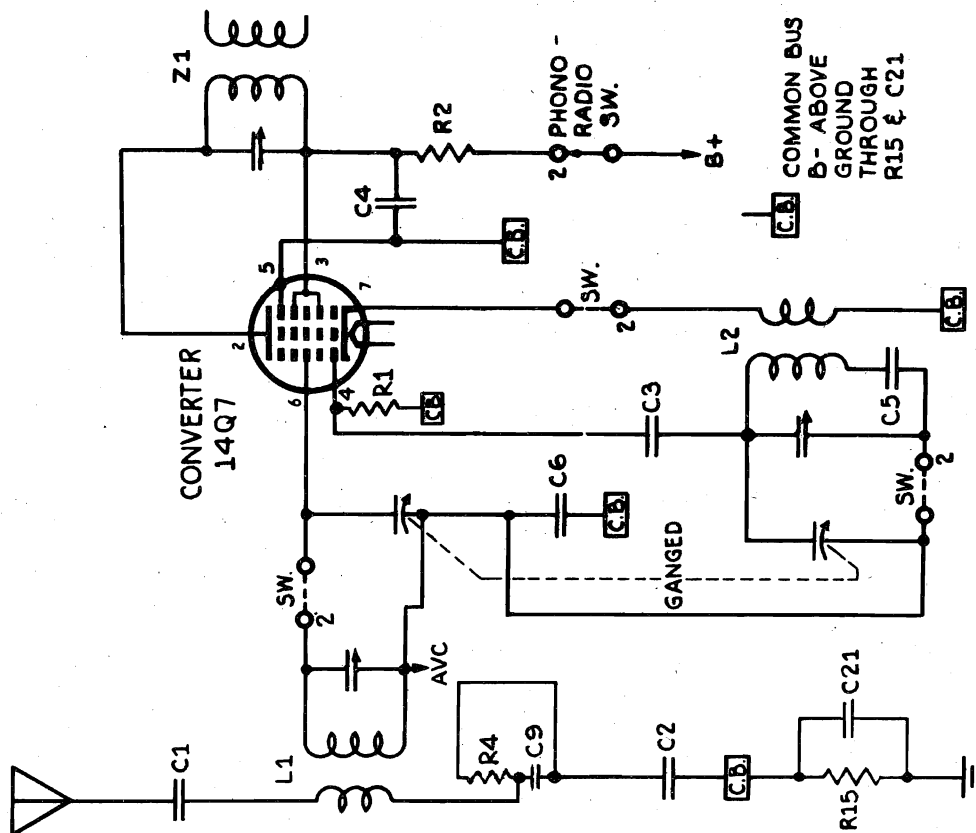 Z1
CONVERTER
14Q7
2
5
3
7
6
4
C4
R2
2
PHONO -
RADIO
SW.
B+
C.B.
C.B.
COMMON BUS
B- ABOVE
GROUND
THROUGH
R15 & C21
R1
CB
SW.
2
L2
C.B.
C3
C5
C6
C.B.
SW.
2
GANGED
SW.
2
AVC
C1
L1
R4
C9
C2
C.B.
R15
C21